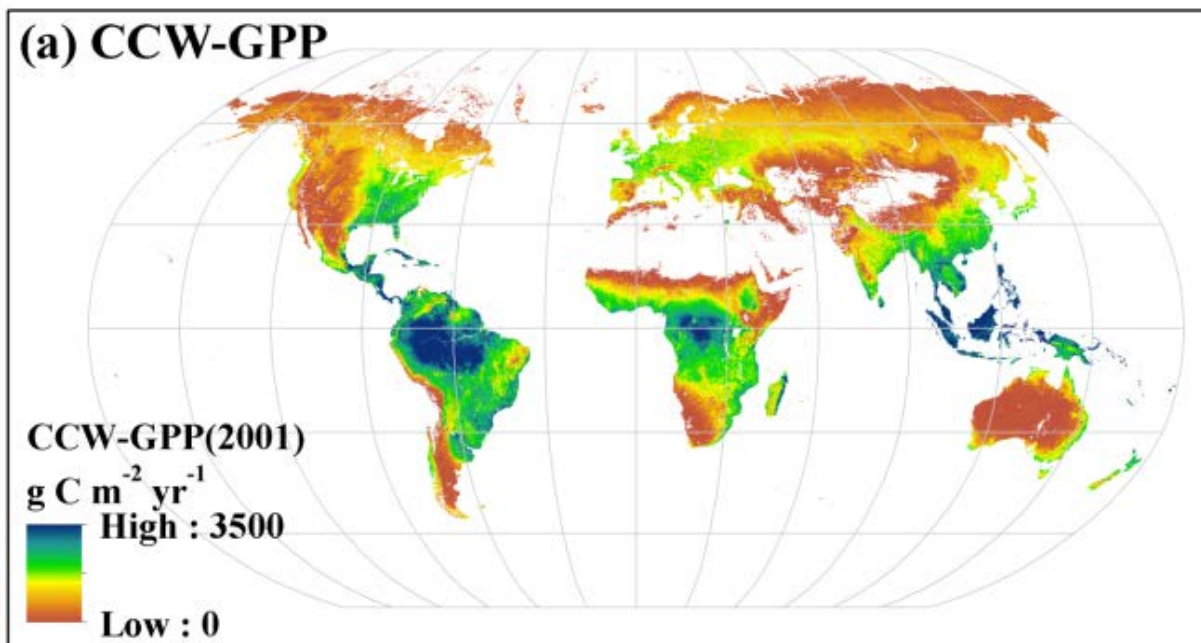 (a) CCW-GPP
CCW-GPP(2001)
g C m⁻² yr⁻¹
High : 3500
Low : 0